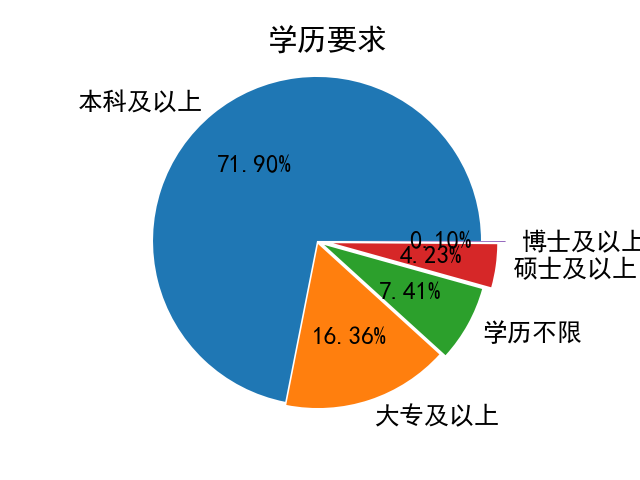 学历要求
本科及以上
71.90%
0.10%
博士及以上
4.23%
硕士及以上
7.41%
学历不限
16.36%
大专及以上